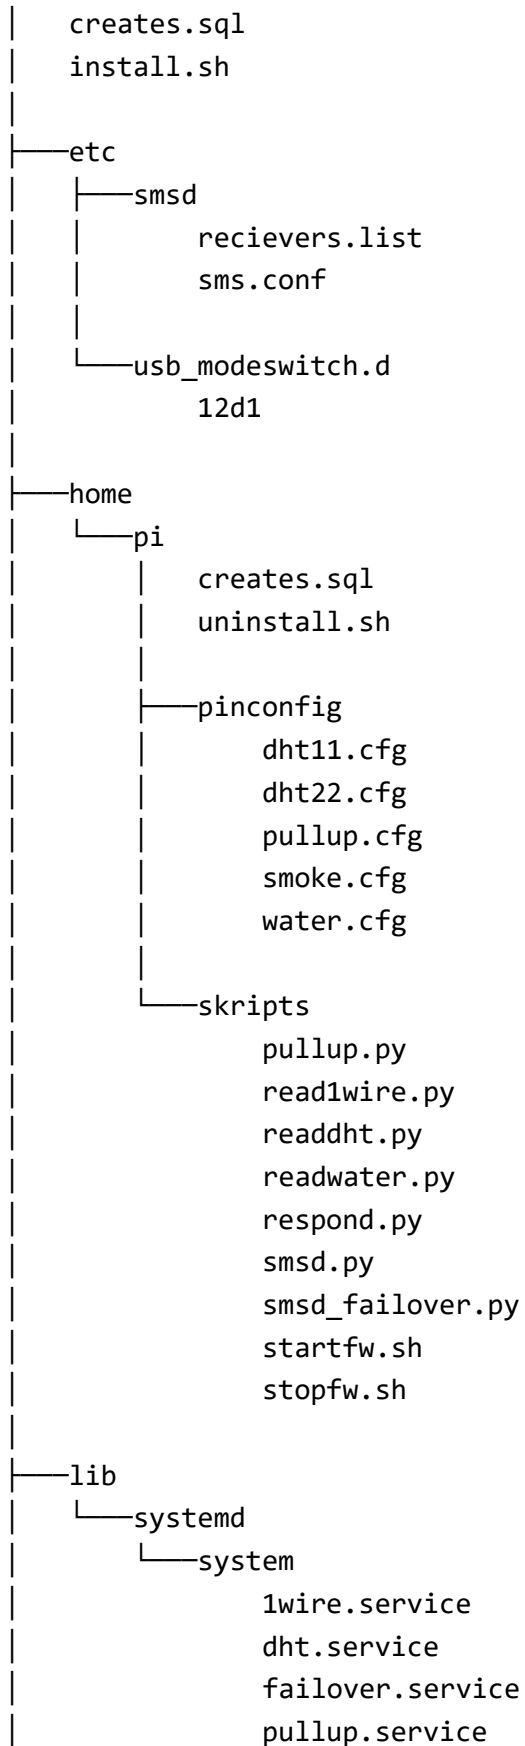 │   creates.sql
│   install.sh
│
├───etc
│   ├───smsd
│   │       recievers.list
│   │       sms.conf
│   │
│   └───usb_modeswitch.d
│           12d1
│
├───home
│   └───pi
│       │   creates.sql
│       │   uninstall.sh
│       │
│       ├───pinconfig
│       │       dht11.cfg
│       │       dht22.cfg
│       │       pullup.cfg
│       │       smoke.cfg
│       │       water.cfg
│       │
│       └───skripts
│               pullup.py
│               read1wire.py
│               readdht.py
│               readwater.py
│               respond.py
│               smsd.py
│               smsd_failover.py
│               startfw.sh
│               stopfw.sh
│
├───lib
│   └───systemd
│       └───system
│               1wire.service
│               dht.service
│               failover.service
│               pullup.service